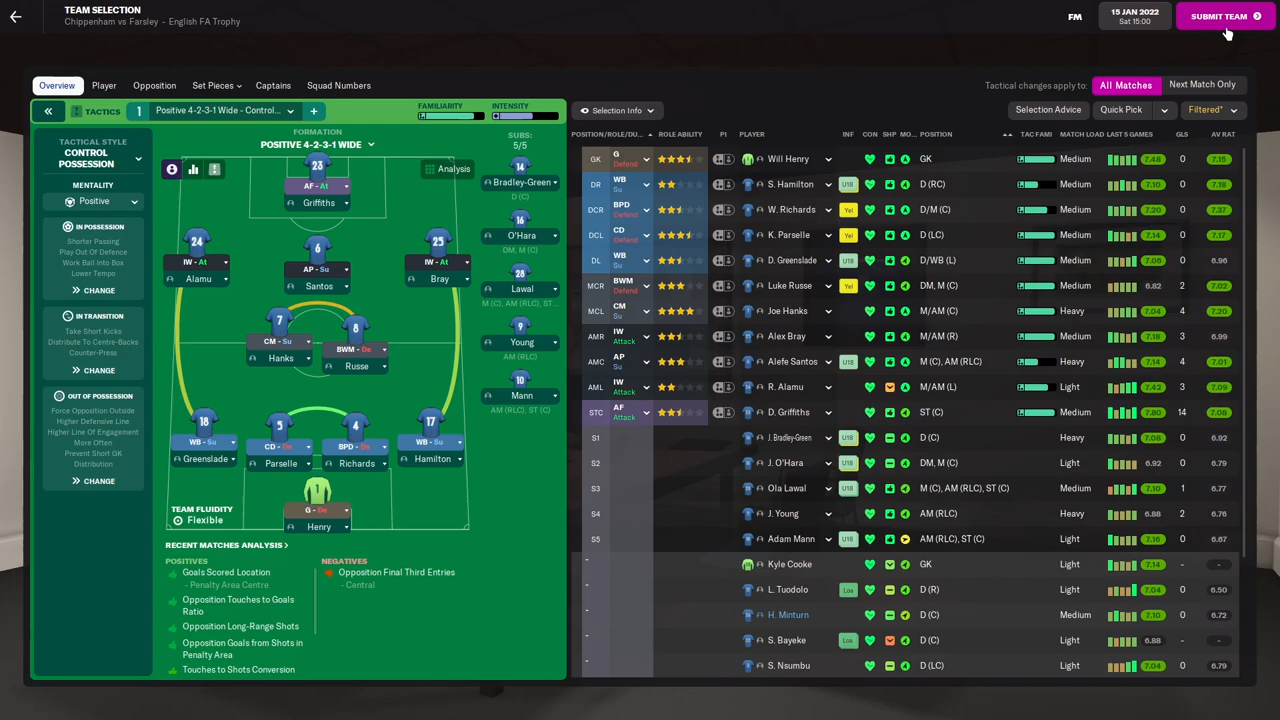 TEAM SELECTION
Chippenham vs Farsley - English FA Trophy
FM
15 JAN 2022
Sat 15:00
SUBMIT TEAM
Overview Player Opposition Set Pieces Captains Squad Numbers
Tactical changes apply to: All Matches Next Match Only
TACTICS 1 Positive 4-2-3-1 Wide - Control... +
FAMILIARITY INTENSITY
Selection Info
Selection Advice Quick Pick Filtered*
TACTICAL STYLE
CONTROL
POSSESSION
MENTALITY
Positive
IN POSSESSION
Shorter Passing
Play Out Of Defence
Work Ball Into Box
Lower Tempo
CHANGE
IN TRANSITION
Take Short Kicks
Distribute To Centre-Backs
Counter-Press
CHANGE
OUT OF POSSESSION
Force Opposition Outside
Higher Defensive Line
Higher Line Of Engagement
More Often
Prevent Short GK
Distribution
CHANGE
FORMATION
POSITIVE 4-2-3-1 WIDE
Analysis
23
AF - At
Griffiths
24
IW - At
Alamu
6
AP - Su
Santos
25
IW - At
Bray
7
CM - Su
Hanks
8
BWM - De
Russe
18
WB - Su
Greenslade
5
CD - De
Parselle
4
BPD - De
Richards
17
WB - Su
Hamilton
1
G - De
Henry
TEAM FLUIDITY
Flexible
SUBS:
5/5
14
Bradley-Green
D (C)
16
O'Hara
DM, M (C)
28
Lawal
M (C), AM (RLC), ST...
9
Young
AM (RLC)
10
Mann
AM (RLC), ST (C)
RECENT MATCHES ANALYSIS
POSITIVES
Goals Scored Location
- Penalty Area Centre
Opposition Touches to Goals
Ratio
Opposition Long-Range Shots
Opposition Goals from Shots in
Penalty Area
Touches to Shots Conversion
NEGATIVES
Opposition Final Third Entries
- Central
POSITION/ROLE/DU... ROLE ABILITY PI PLAYER INF CON SHP MO... POSITION TAC FAMI MATCH LOAD LAST 5 GAMES GLS AV RAT
GK G Defend Will Henry GK Medium 7.48 0 7.15
DR WB Su S. Hamilton U18 D (RC) Medium 7.10 0 7.18
DCR BPD Defend W. Richards Yel D/M (C) Medium 7.20 0 7.37
DCL CD Defend K. Parselle Yel D (LC) Medium 7.14 0 7.17
DL WB Su D. Greenslade U18 D/WB (L) Medium 7.06 0 6.96
MCR BWM Defend Luke Russe Yel DM, M (C) Medium 6.82 2 7.02
MCL CM Su Joe Hanks M/AM (C) Heavy 7.04 4 7.20
AMR IW Attack Alex Bray M/AM (R) Medium 7.18 3 6.99
AMC AP Su Alefe Santos U18 M (C), AM (RLC) Heavy 7.14 4 7.01
AML IW Attack R. Alamu M/AM (L) Light 7.42 3 7.09
STC AF Attack D. Griffiths ST (C) Medium 7.80 14 7.08
S1 J. Bradley-Green U18 D (C) Heavy 7.08 0 6.92
S2 J. O'Hara U18 DM, M (C) Light 6.92 0 6.79
S3 Ola Lawal U18 M (C), AM (RLC), ST (C) Medium 7.10 1 6.77
S4 J. Young AM (RLC) Heavy 6.88 2 6.76
S5 Adam Mann U18 AM (RLC), ST (C) Light 7.16 0 6.67
- Kyle Cooke GK Light 7.14 - -
- L. Tuodolo Loa D (R) Light 7.04 0 6.50
- H. Minturn D (C) Medium 7.10 0 6.72
- S. Bayeke Loa D (C) Light 6.88 - -
- S. Nsumbu D (LC) Light 7.04 0 6.79